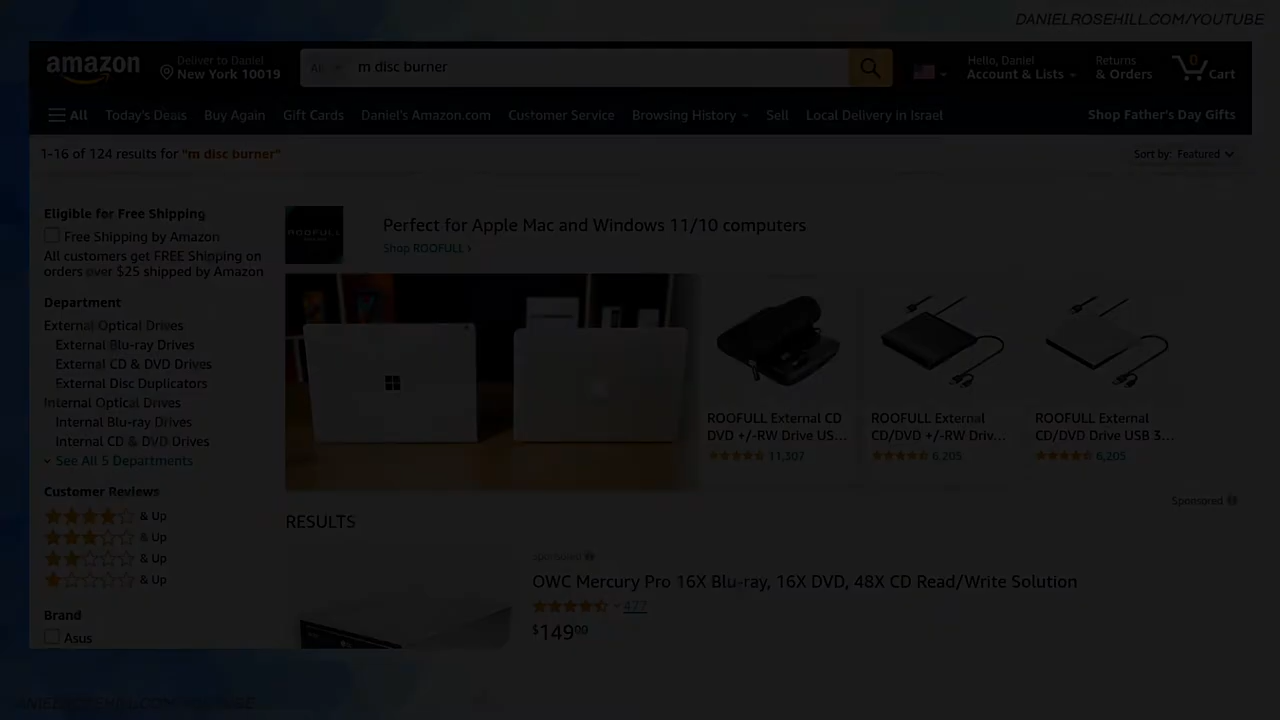 DANIELROSEHILL.COM/YOUTUBE
amazon
Deliver to Daniel
New York 10019
All
m disc burner
Hello, Daniel
Account & Lists
Returns
& Orders
0
Cart
All
Today's Deals
Buy Again
Gift Cards
Daniel's Amazon.com
Customer Service
Browsing History
Sell
Local Delivery in Israel
Shop Father's Day Gifts
1-16 of 124 results for "m disc burner"
Sort by: Featured
Eligible for Free Shipping
Free Shipping by Amazon
All customers get FREE Shipping on
orders over $25 shipped by Amazon
Department
External Optical Drives
External Blu-ray Drives
External CD & DVD Drives
External Disc Duplicators
Internal Optical Drives
Internal Blu-ray Drives
Internal CD & DVD Drives
See All 5 Departments
Customer Reviews
& Up
& Up
& Up
& Up
Brand
Asus
ROOFULL
Perfect for Apple Mac and Windows 11/10 computers
Shop ROOFULL ›
ROOFULL External CD
DVD +/-RW Drive US...
11,307
ROOFULL External
CD/DVD +/-RW Driv...
6,205
ROOFULL External
CD/DVD Drive USB 3...
6,205
Sponsored
RESULTS
Sponsored
OWC Mercury Pro 16X Blu-ray, 16X DVD, 48X CD Read/Write Solution
477
$14900
ANIELROSEHILL.COM/YOUTUBE